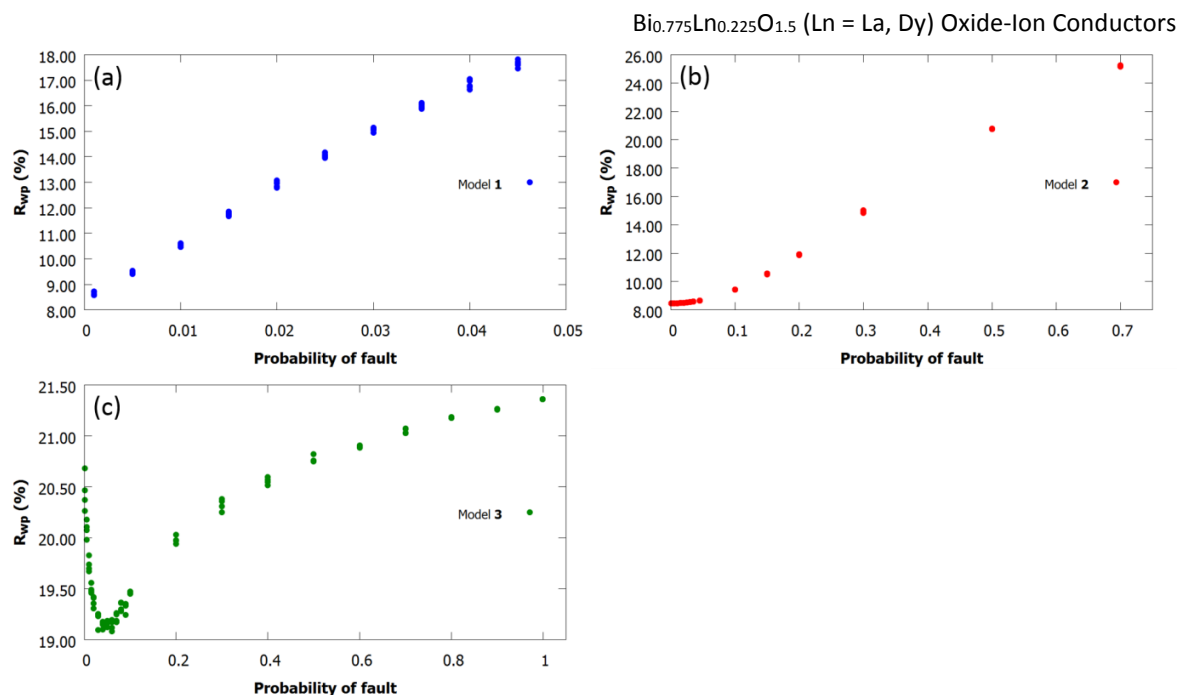 Bi₀.₇₇₅Ln₀.₂₂₅O₁.₅ (Ln = La, Dy) Oxide-Ion Conductors
(a)
18.00
17.00
16.00
15.00
14.00
13.00
12.00
11.00
10.00
9.00
8.00
Rwp (%)
Model 1
0 0.01 0.02 0.03 0.04 0.05
Probability of fault
(b)
26.00
24.00
22.00
20.00
18.00
16.00
14.00
12.00
10.00
8.00
Rwp (%)
Model 2
0 0.1 0.2 0.3 0.4 0.5 0.6 0.7
Probability of fault
(c)
21.50
21.00
20.50
20.00
19.50
19.00
Rwp (%)
Model 3
0 0.2 0.4 0.6 0.8 1
Probability of fault